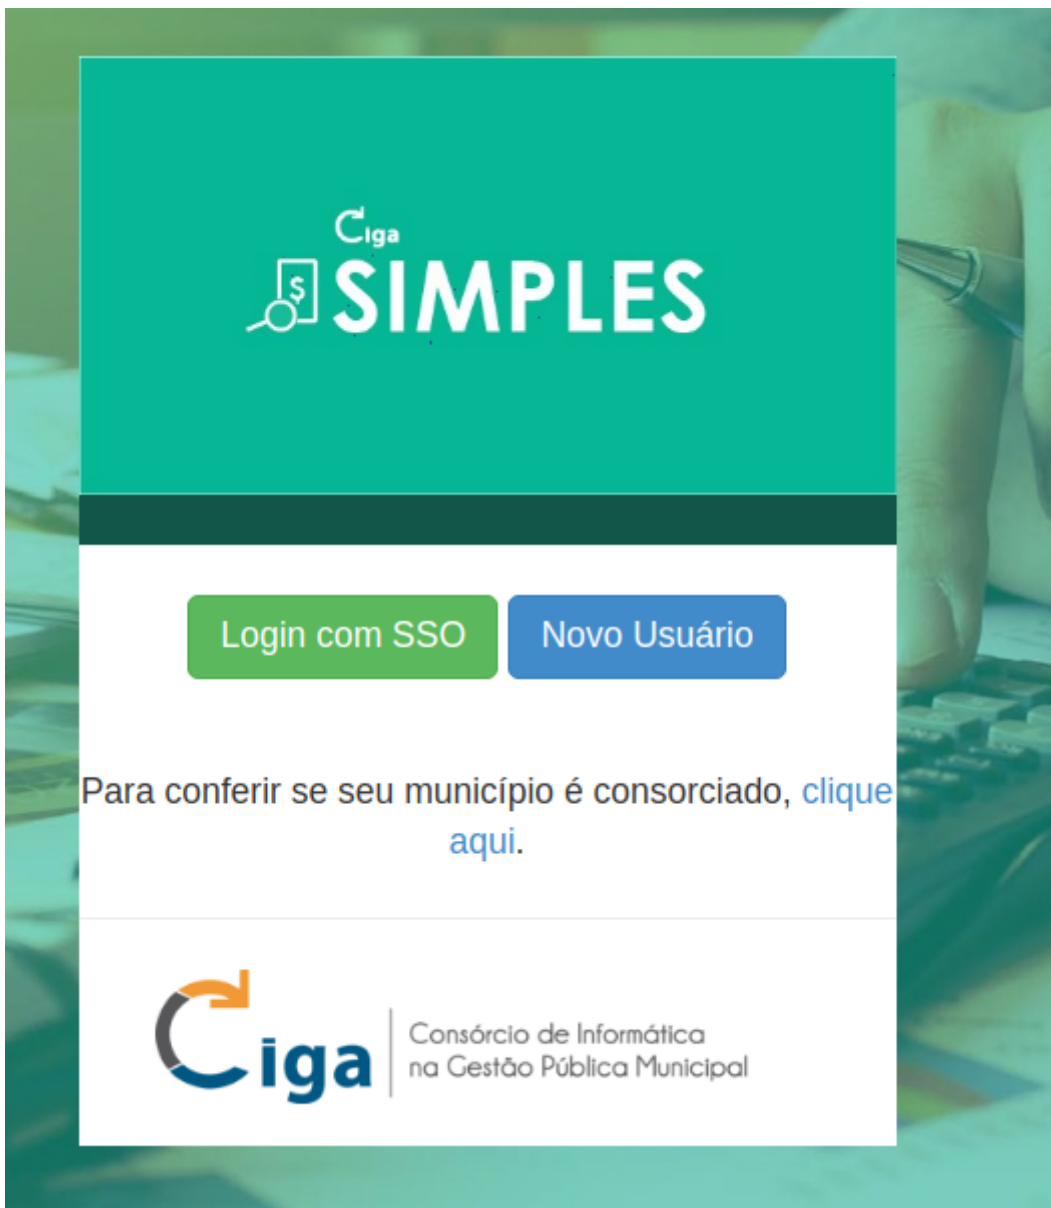 Ciga
$ SIMPLES
Login com SSO Novo Usuário
Para conferir se seu município é consorciado, clique
aqui.
Ciga
Consórcio de Informática
na Gestão Pública Municipal